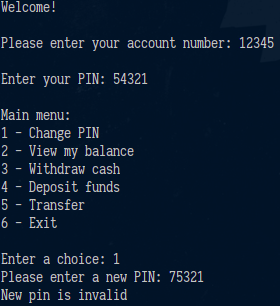 Welcome!
Please enter your account number: 12345
Enter your PIN: 54321
Main menu:
1 - Change PIN
2 - View my balance
3 - Withdraw cash
4 - Deposit funds
5 - Transfer
6 - Exit
Enter a choice: 1
Please enter a new PIN: 75321
New pin is invalid